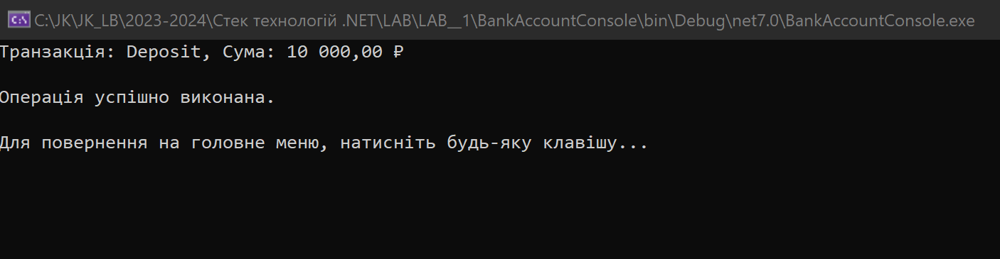 C:\JK\JK_LB\2023-2024\Стек технологій .NET\LAB\LAB__1\BankAccountConsole\bin\Debug\net7.0\BankAccountConsole.exe
Транзакція: Deposit, Сума: 10 000,00 ₽
Операція успішно виконана.
Для повернення на головне меню, натисніть будь-яку клавішу...